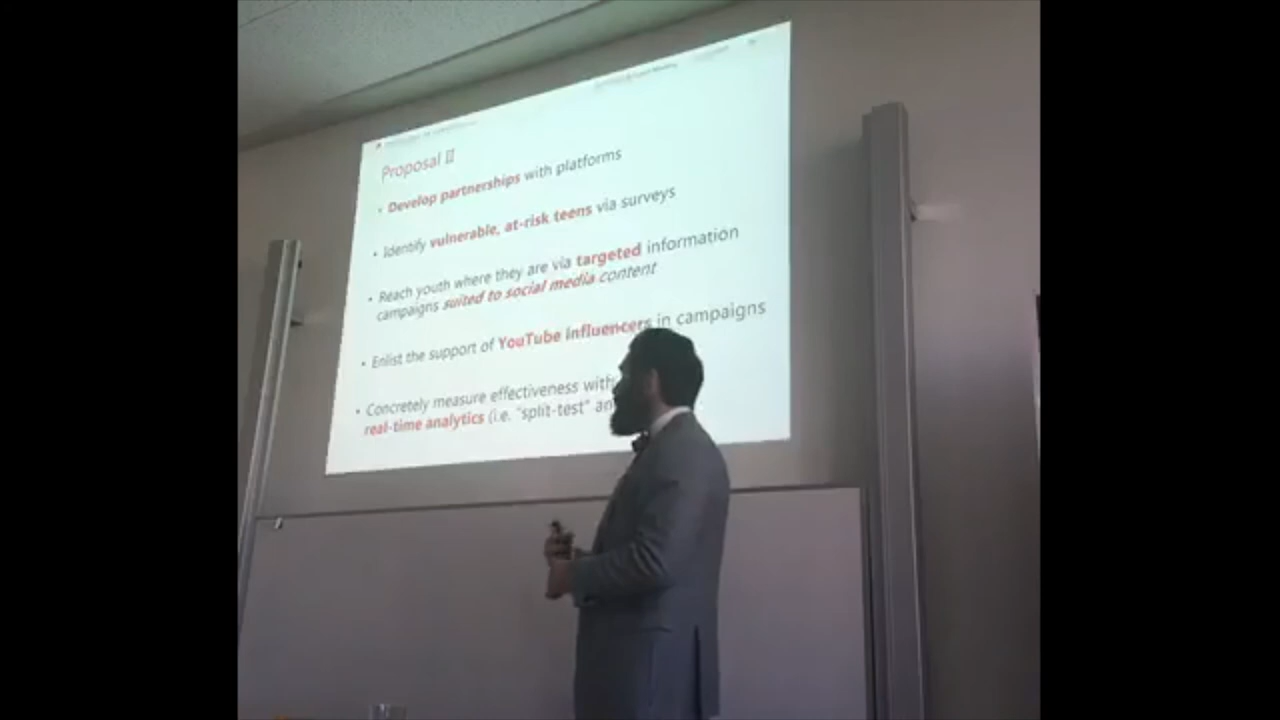 Proposal II
• Develop partnerships with platforms
• Identify vulnerable, at-risk teens via surveys
• Reach youth where they are via targeted information
campaigns suited to social media content
• Enlist the support of YouTube Influencers in campaigns
• Concretely measure effectiveness with
real-time analytics (i.e. "split-test" an